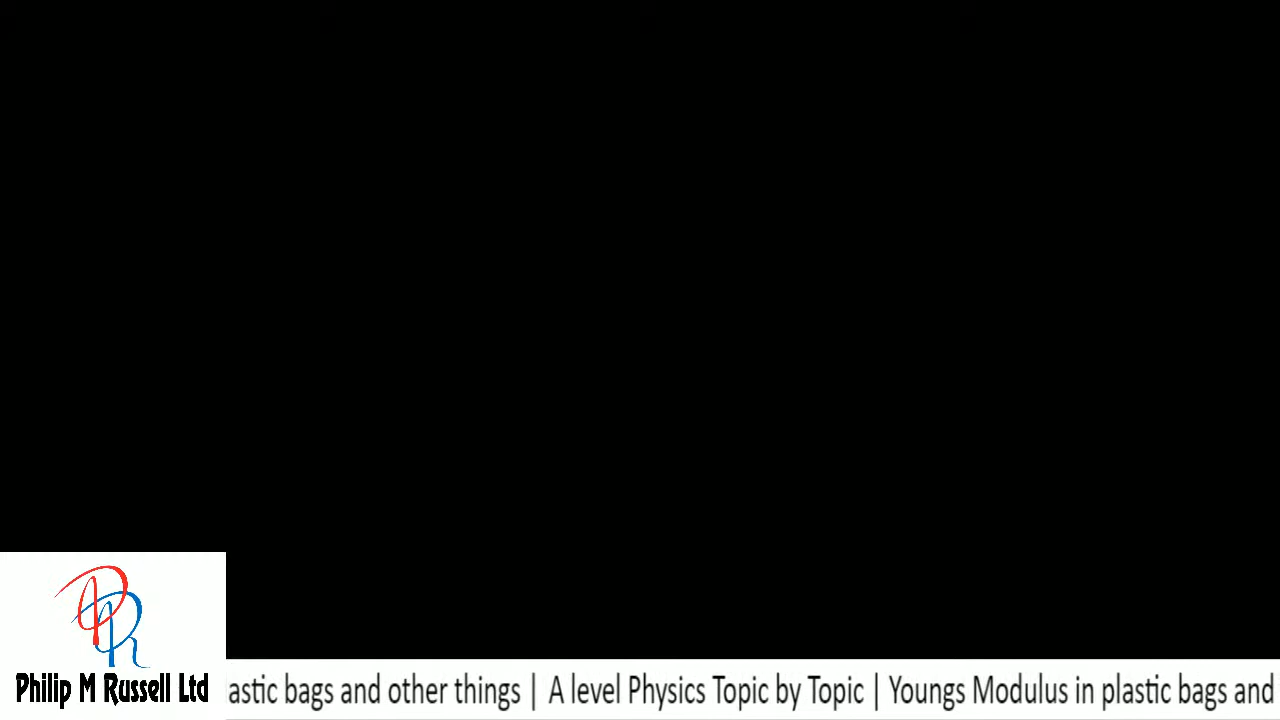 Philip M Russell Ltd
astic bags and other things | A level Physics Topic by Topic | Youngs Modulus in plastic bags and